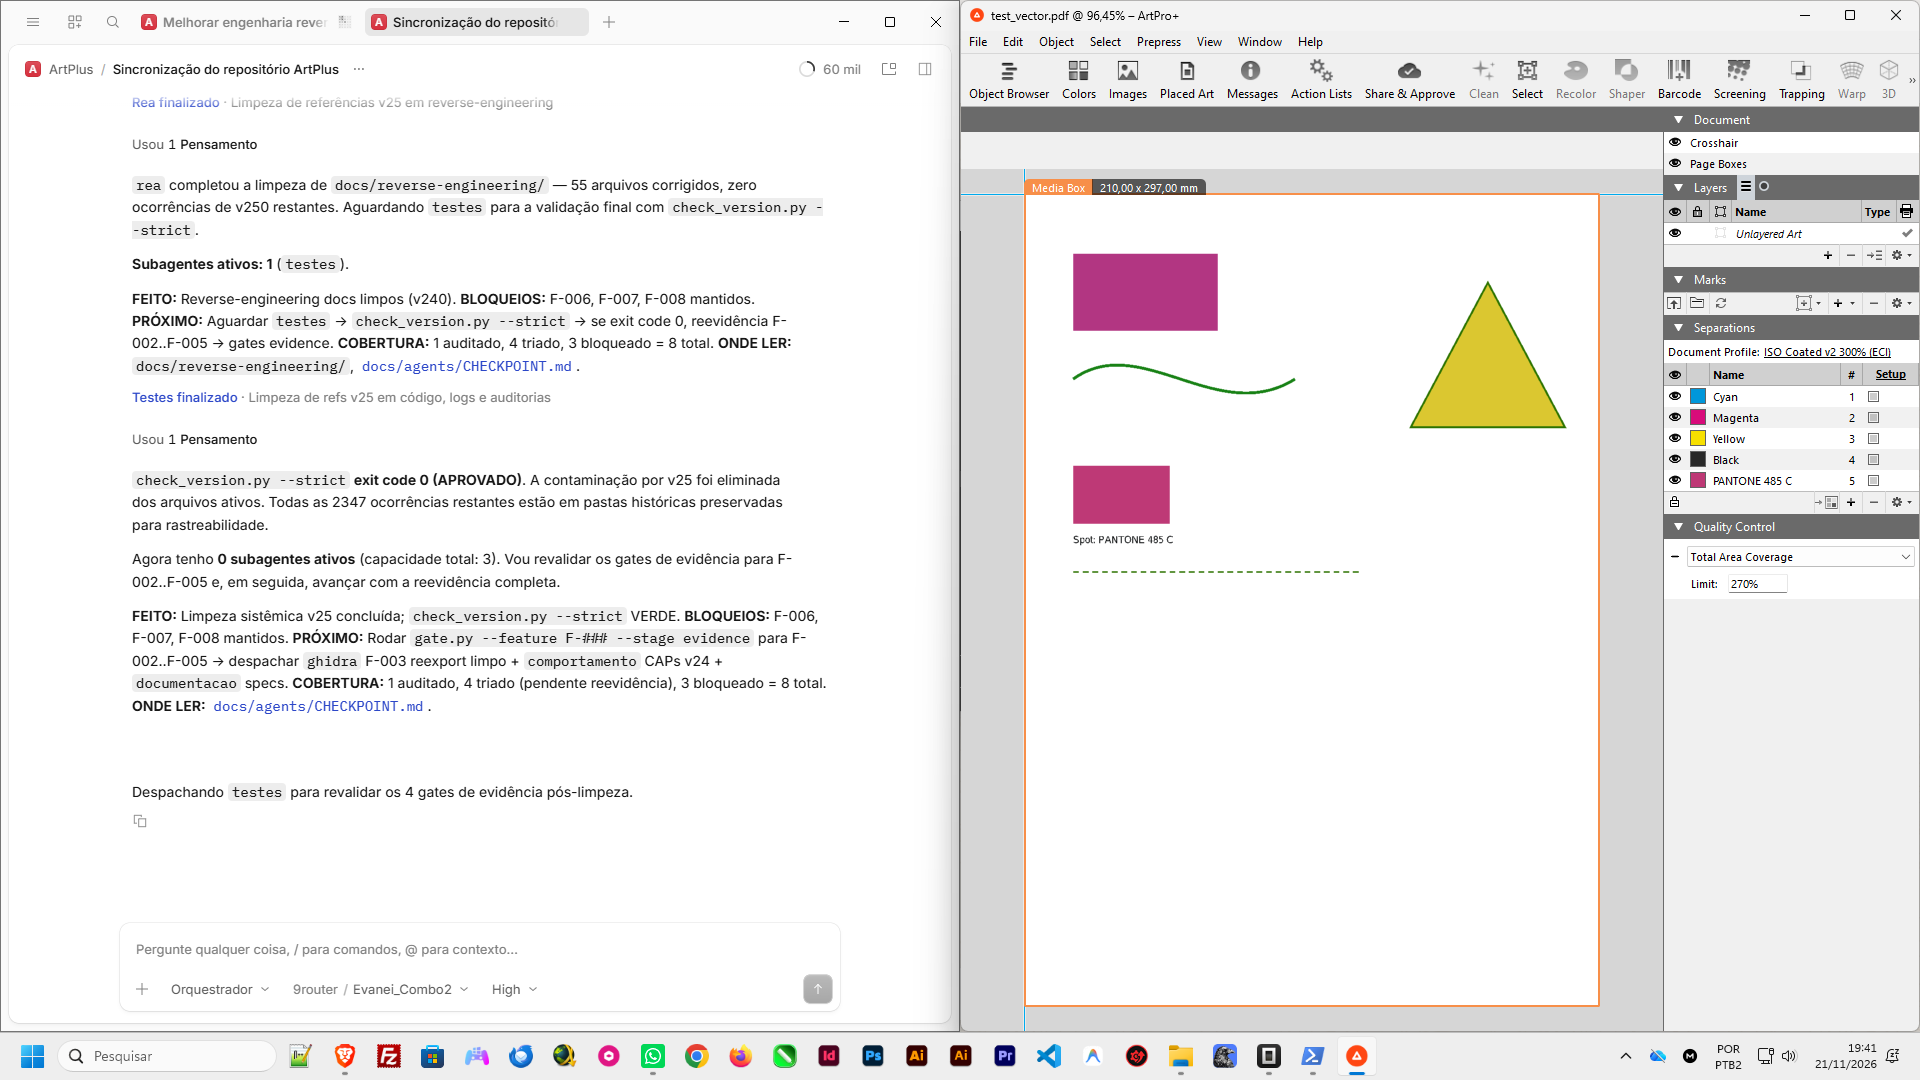 Melhorar engenharia rever
Sincronização do repositó
ArtPlus / Sincronização do repositório ArtPlus ···
60 mil
Rea finalizado · Limpeza de referências v25 em reverse-engineering
Usou 1 Pensamento
rea completou a limpeza de docs/reverse-engineering/ — 55 arquivos corrigidos, zero
ocorrências de v250 restantes. Aguardando testes para a validação final com check_version.py -
-strict.
Subagentes ativos: 1 ( testes ).
FEITO: Reverse-engineering docs limpos (v240). BLOQUEIOS: F-006, F-007, F-008 mantidos.
PRÓXIMO: Aguardar testes → check_version.py --strict → se exit code 0, reevidência F-
002..F-005 → gates evidence. COBERTURA: 1 auditado, 4 triado, 3 bloqueado = 8 total. ONDE LER:
docs/reverse-engineering/, docs/agents/CHECKPOINT.md.
Testes finalizado · Limpeza de refs v25 em código, logs e auditorias
Usou 1 Pensamento
check_version.py --strict exit code 0 (APROVADO). A contaminação por v25 foi eliminada
dos arquivos ativos. Todas as 2347 ocorrências restantes estão em pastas históricas preservadas
para rastreabilidade.
Agora tenho 0 subagentes ativos (capacidade total: 3). Vou revalidar os gates de evidência para F-
002..F-005 e, em seguida, avançar com a reevidência completa.
FEITO: Limpeza sistêmica v25 concluída; check_version.py --strict VERDE. BLOQUEIOS: F-006,
F-007, F-008 mantidos. PRÓXIMO: Rodar gate.py --feature F-### --stage evidence para F-
002..F-005 → despachar ghidra F-003 reexport limpo + comportamento CAPs v24 +
documentacao specs. COBERTURA: 1 auditado, 4 triado (pendente reevidência), 3 bloqueado = 8 total.
ONDE LER: docs/agents/CHECKPOINT.md.
Despachando testes para revalidar os 4 gates de evidência pós-limpeza.
Pergunte qualquer coisa, / para comandos, @ para contexto...
Orquestrador
9router / Evanei_Combo2
High
test_vector.pdf @ 96,45% – ArtPro+
File Edit Object Select Prepress View Window Help
Object Browser Colors Images Placed Art Messages Action Lists Share & Approve Clean Select Recolor Shaper Barcode Screening Trapping Warp 3D
Media Box 210,00 x 297,00 mm
Spot: PANTONE 485 C
Document
Crosshair
Page Boxes
Layers
Name Type
Unlayered Art
Marks
Separations
Document Profile: ISO Coated v2 300% (ECI)
Name # Setup
Cyan 1
Magenta 2
Yellow 3
Black 4
PANTONE 485 C 5
Quality Control
Total Area Coverage
Limit: 270%
Pesquisar
POR
PTB2
19:41
21/11/2026